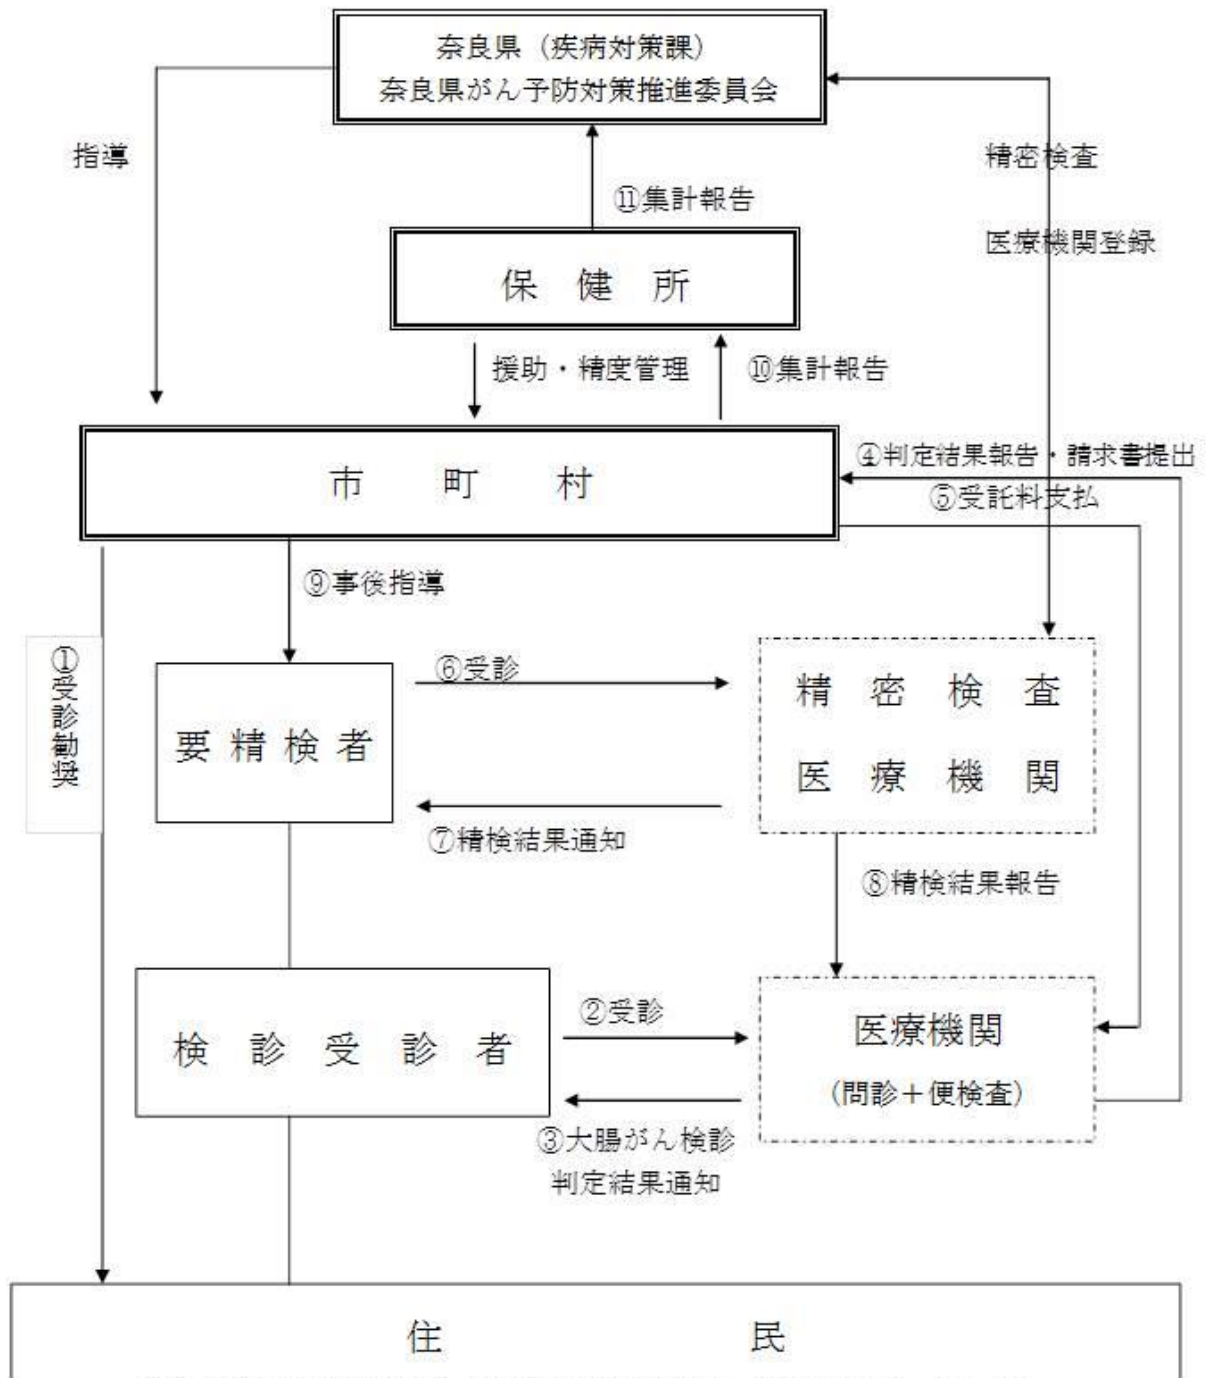 奈良県（疾病対策課）
奈良県がん予防対策推進委員会
指導
精密検査
⑪集計報告
医療機関登録
保健所
援助・精度管理
⑩集計報告
市町村
④判定結果報告・請求書提出
⑤受託料支払
⑨事後指導
①受診勧奨
⑥受診
精密検査
医療機関
要精検者
⑦精検結果通知
⑧精検結果報告
検診受診者
②受診
医療機関
（問診＋便検査）
③大腸がん検診
判定結果通知
住民